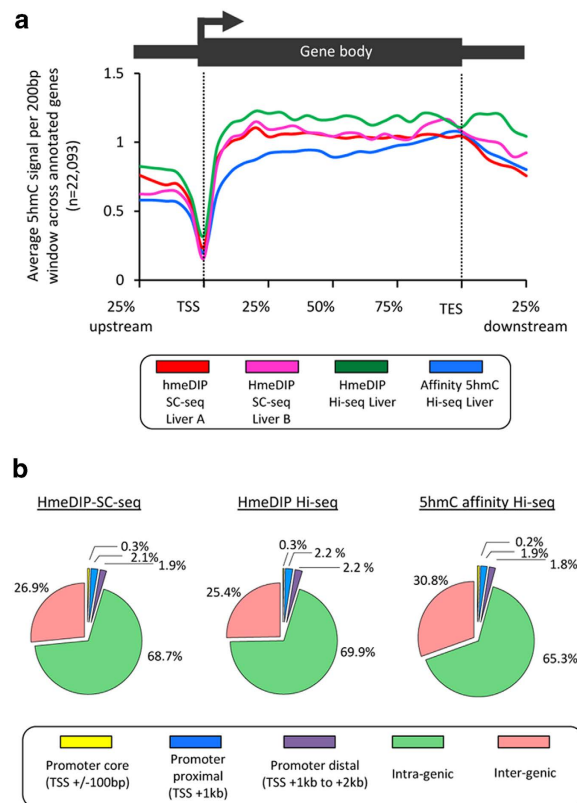 a
Gene body
Average 5hmC signal per 200bp
window across annotated genes
(n=22,093)
1.5
1
0.5
0
25%
upstream
TSS
25%
50%
75%
TES
25%
downstream
hmeDIP
SC-seq
Liver A
HmeDIP
SC-seq
Liver B
HmeDIP
Hi-seq Liver
Affinity 5hmC
Hi-seq Liver
b
HmeDIP-SC-seq
0.3%
2.1%
1.9%
26.9%
68.7%
HmeDIP Hi-seq
0.3%
2.2 %
2.2 %
25.4%
69.9%
5hmC affinity Hi-seq
0.2%
1.9%
1.8%
30.8%
65.3%
Promoter core
(TSS +/-100bp)
Promoter
proximal
(TSS +1kb)
Promoter distal
(TSS +1kb to +2kb)
Intra-genic
Inter-genic